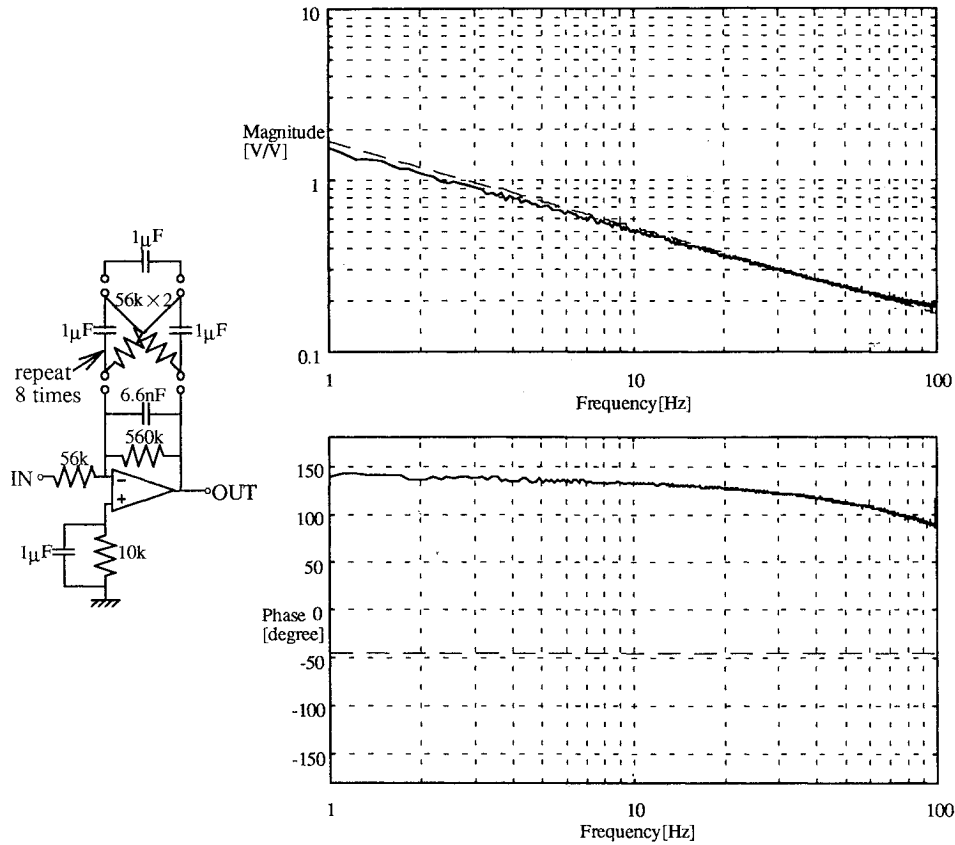 1μF
56k×2
1μF
1μF
repeat
8 times
6.6nF
560k
56k
IN
−
+
OUT
1μF
10k
10
Magnitude
[V/V]
1
0.1
1
10
100
Frequency[Hz]
150
100
50
Phase 0
[degree]
-50
-100
-150
1
10
100
Frequency[Hz]